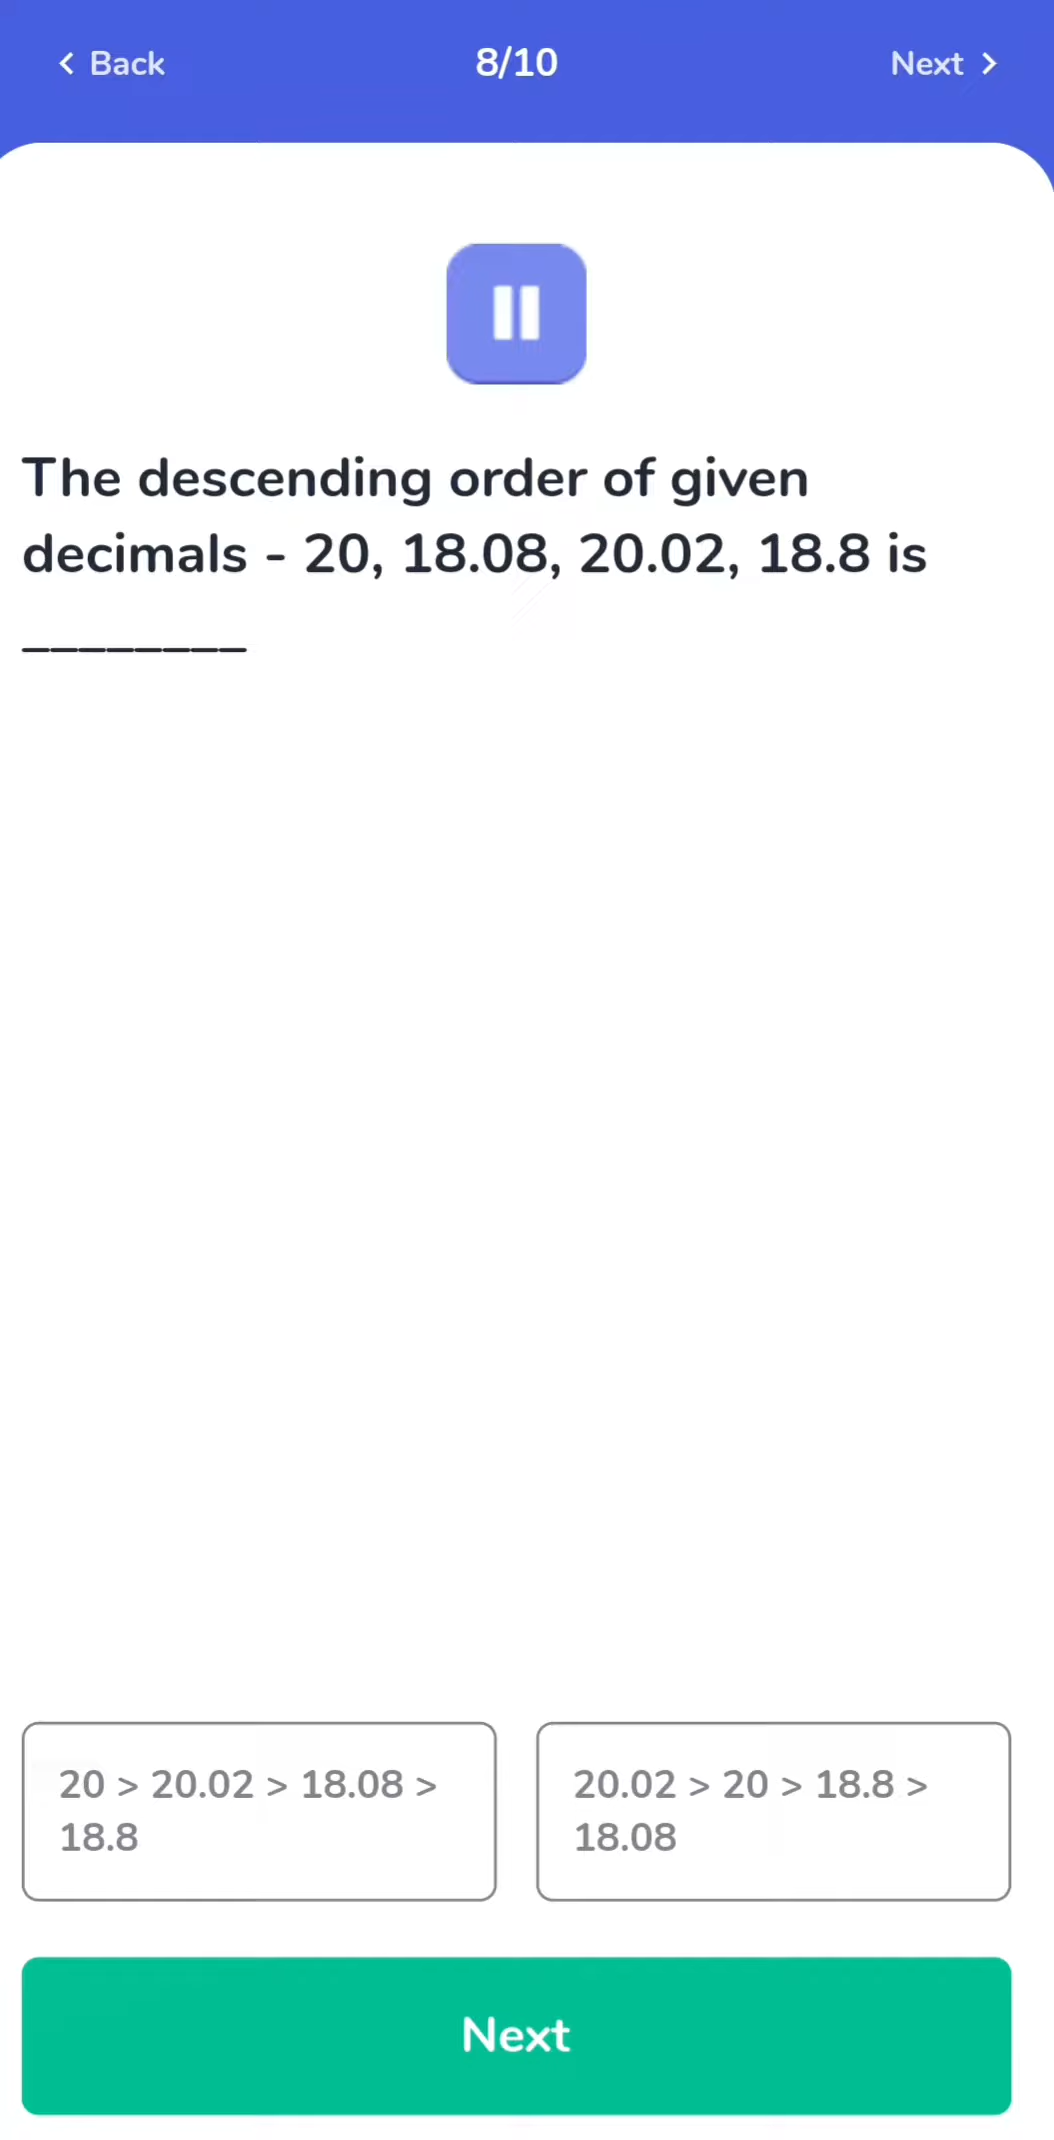 Back
8/10
Next
The descending order of given
decimals - 20, 18.08, 20.02, 18.8 is
________
20 > 20.02 > 18.08 >
18.8
20.02 > 20 > 18.8 >
18.08
Next